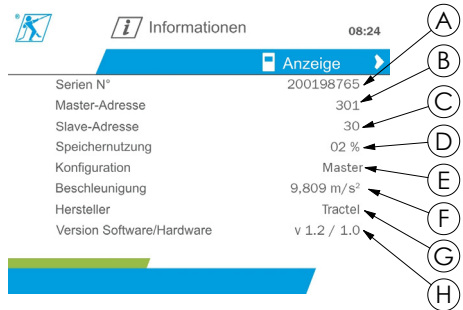 i Informationen 08:24
Anzeige
Serien N° 200198765 A
Master-Adresse 301 B
Slave-Adresse 30 C
Speichernutzung 02 % D
Konfiguration Master E
Beschleunigung 9,809 m/s² F
Hersteller Tractel G
Version Software/Hardware v 1.2 / 1.0 H